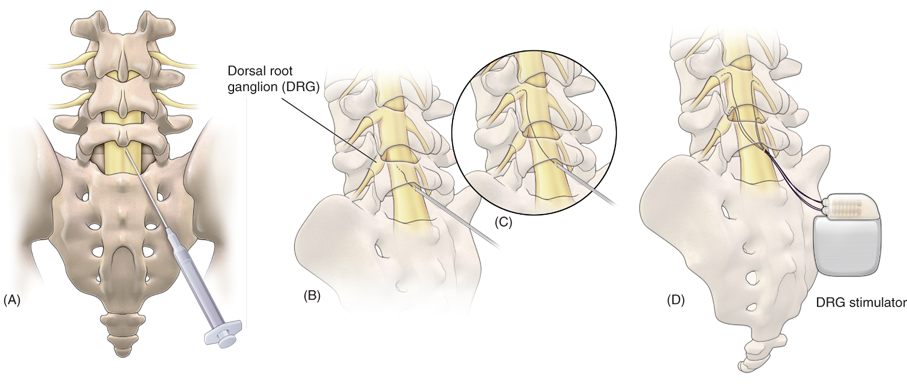 Dorsal root
ganglion (DRG)
(A)
(B)
(C)
(D)
DRG stimulator